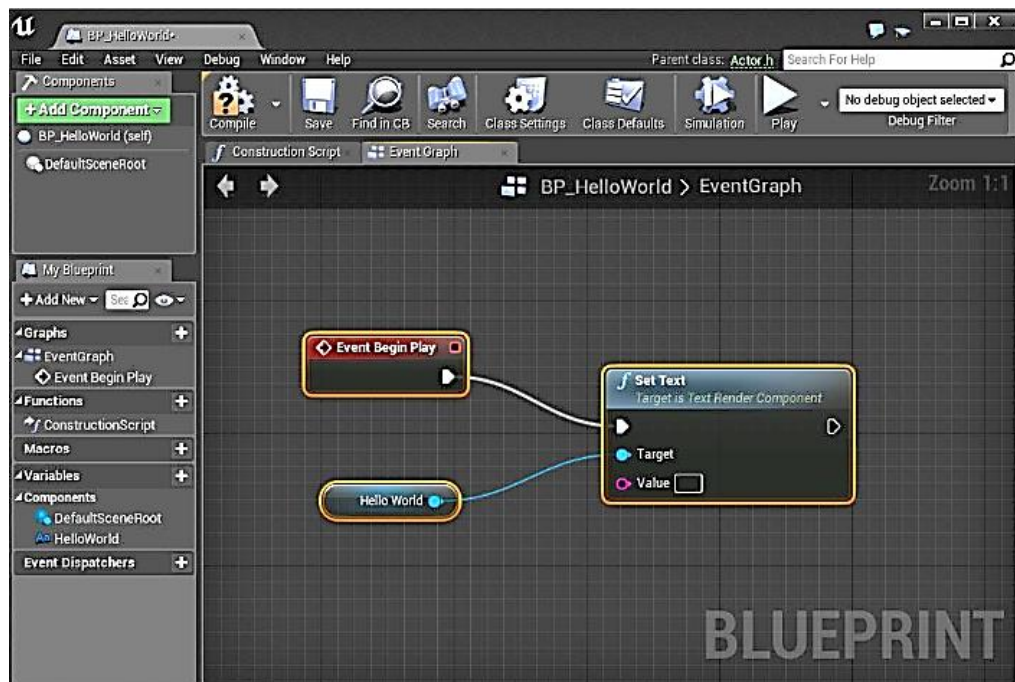 BP_HelloWorld*
File Edit Asset View Debug Window Help Parent class: Actor.h Search For Help
Components
+Add Component
BP_HelloWorld (self)
DefaultSceneRoot
Compile Save Find in CB Search Class Settings Class Defaults Simulation Play No debug object selected
Debug Filter
Construction Script Event Graph
BP_HelloWorld > EventGraph Zoom 1:1
My Blueprint
+Add New
Graphs
EventGraph
Event Begin Play
Functions
ConstructionScript
Macros
Variables
Components
DefaultSceneRoot
HelloWorld
Event Dispatchers
Event Begin Play
Set Text
Target is Text Render Component
Target
Value
Hello World
BLUEPRINT